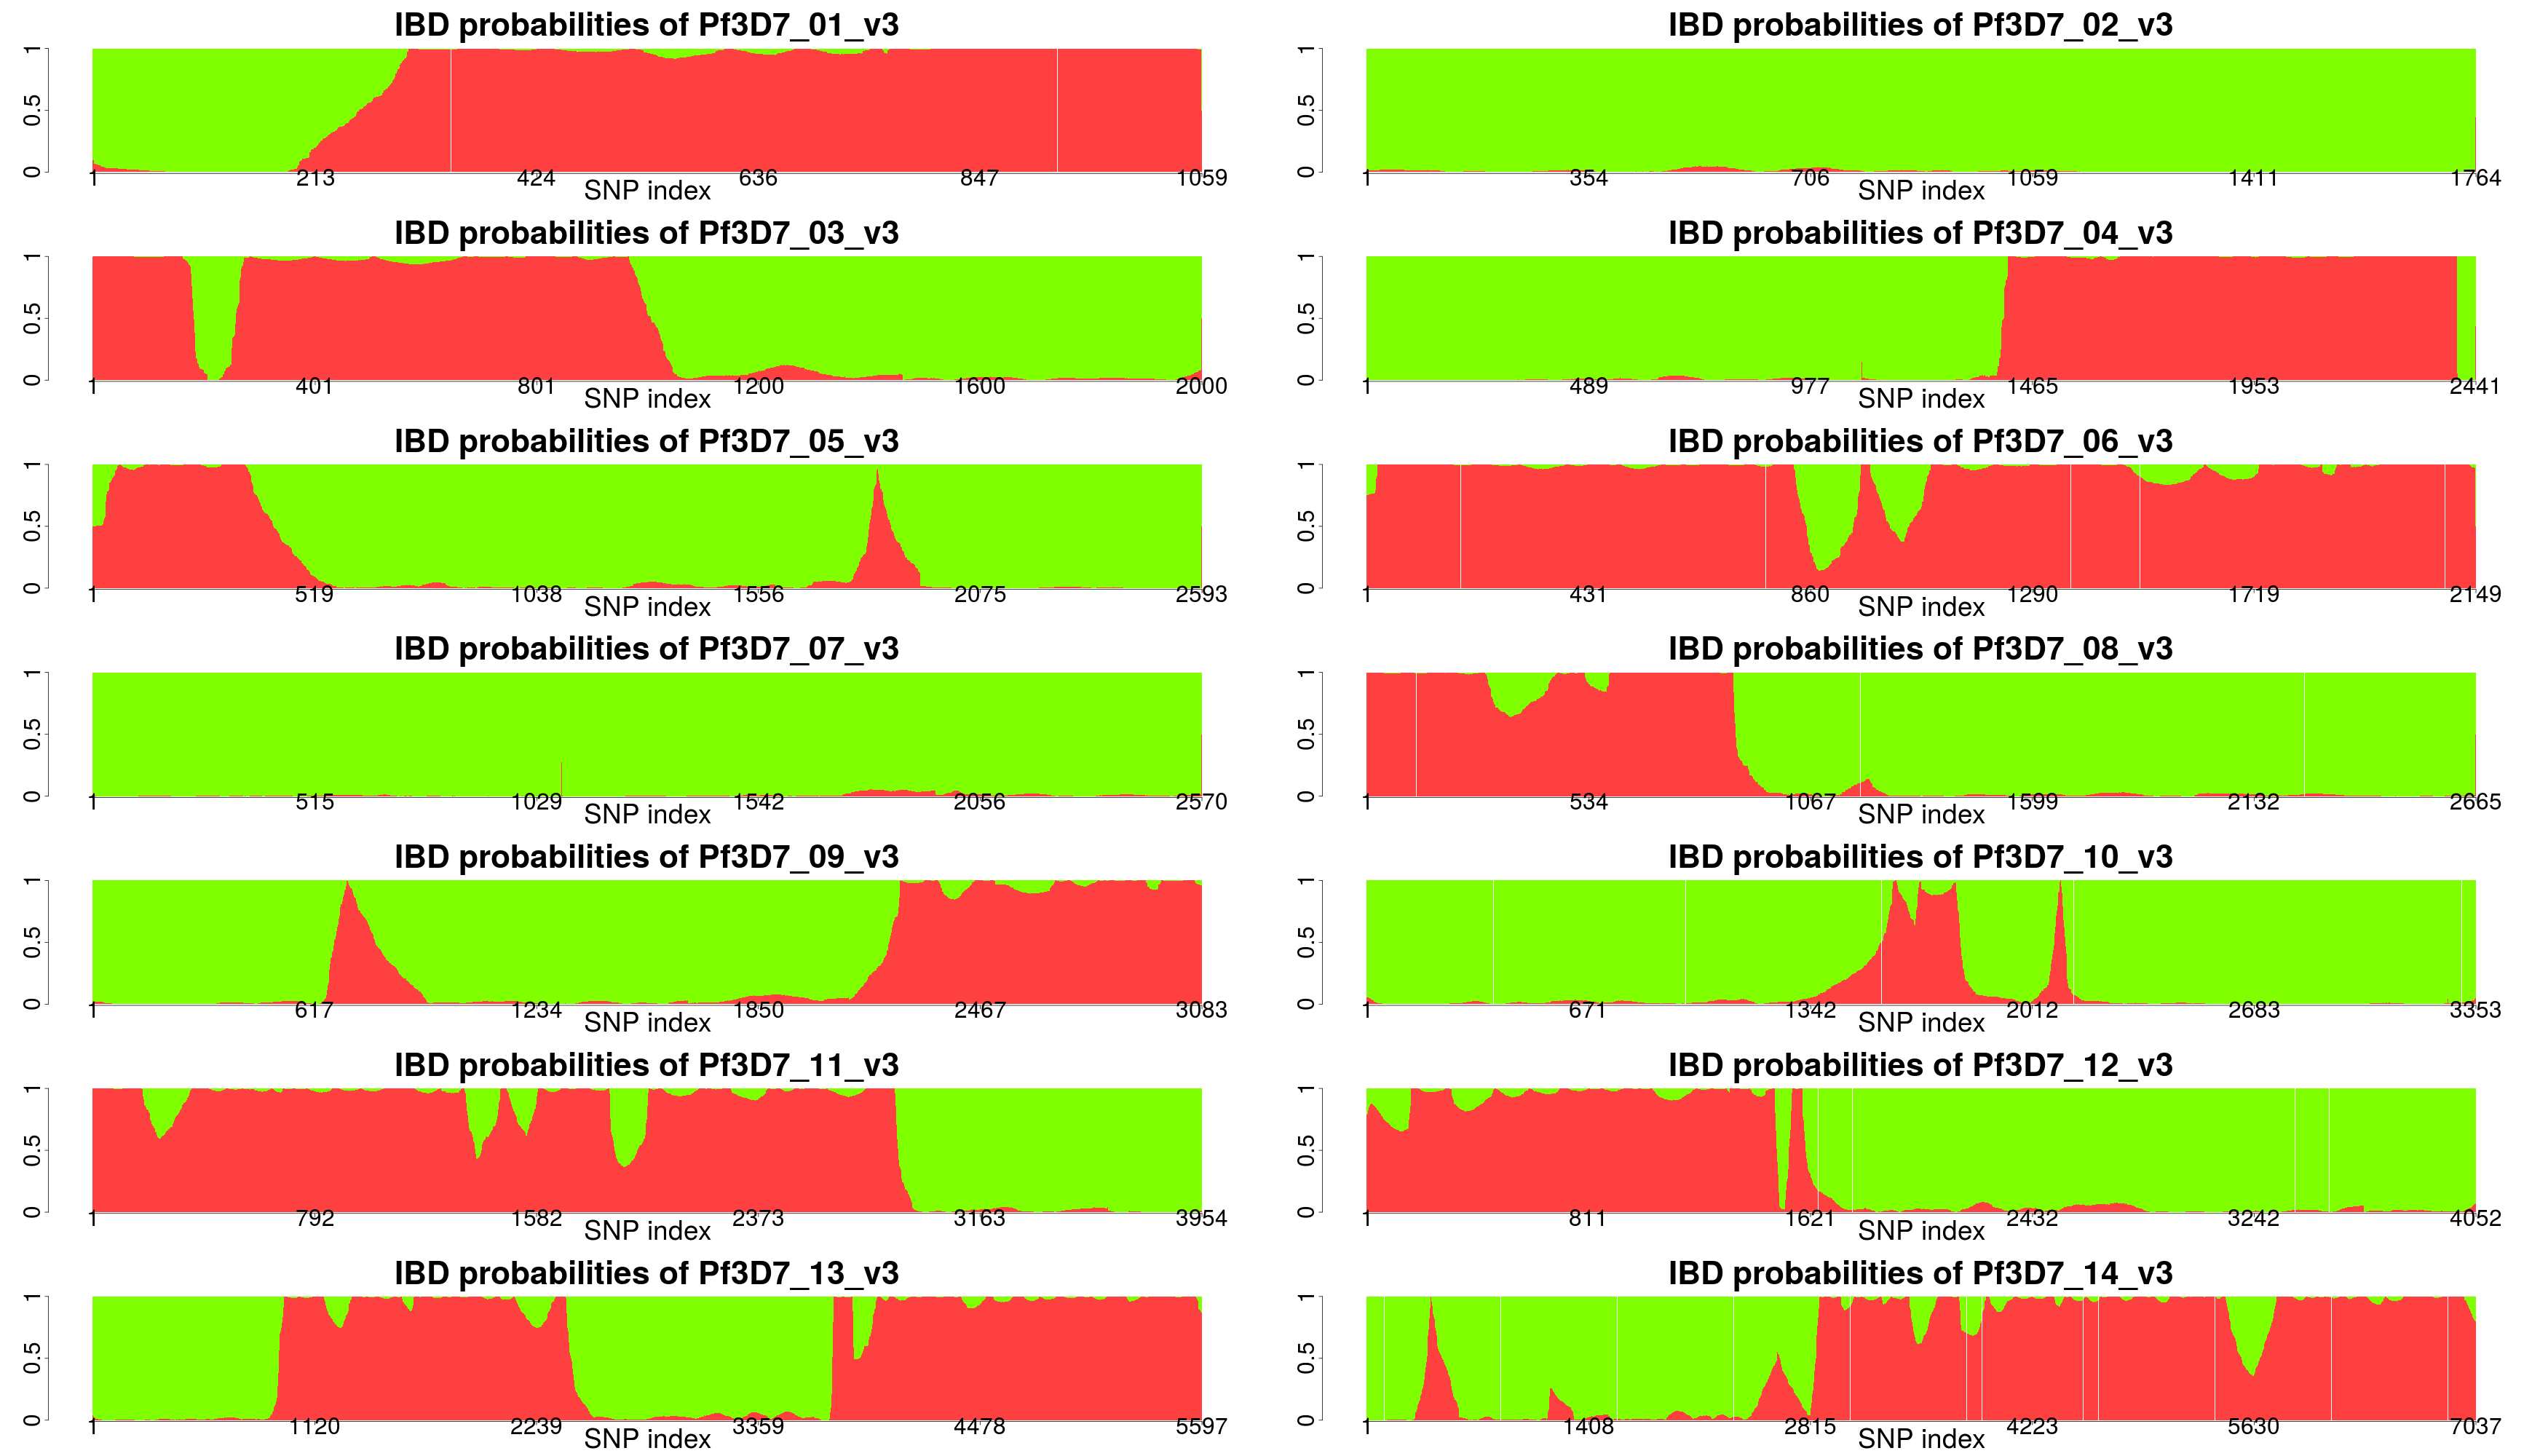 IBD probabilities of Pf3D7_01_v3
0 0.5 1
1 213 424 636 847 1059
SNP index
IBD probabilities of Pf3D7_02_v3
0 0.5 1
1 354 706 1059 1411 1764
SNP index
IBD probabilities of Pf3D7_03_v3
0 0.5 1
1 401 801 1200 1600 2000
SNP index
IBD probabilities of Pf3D7_04_v3
0 0.5 1
1 489 977 1465 1953 2441
SNP index
IBD probabilities of Pf3D7_05_v3
0 0.5 1
1 519 1038 1556 2075 2593
SNP index
IBD probabilities of Pf3D7_06_v3
0 0.5 1
1 431 860 1290 1719 2149
SNP index
IBD probabilities of Pf3D7_07_v3
0 0.5 1
1 515 1029 1542 2056 2570
SNP index
IBD probabilities of Pf3D7_08_v3
0 0.5 1
1 534 1067 1599 2132 2665
SNP index
IBD probabilities of Pf3D7_09_v3
0 0.5 1
1 617 1234 1850 2467 3083
SNP index
IBD probabilities of Pf3D7_10_v3
0 0.5 1
1 671 1342 2012 2683 3353
SNP index
IBD probabilities of Pf3D7_11_v3
0 0.5 1
1 792 1582 2373 3163 3954
SNP index
IBD probabilities of Pf3D7_12_v3
0 0.5 1
1 811 1621 2432 3242 4052
SNP index
IBD probabilities of Pf3D7_13_v3
0 0.5 1
1 1120 2239 3359 4478 5597
SNP index
IBD probabilities of Pf3D7_14_v3
0 0.5 1
1 1408 2815 4223 5630 7037
SNP index